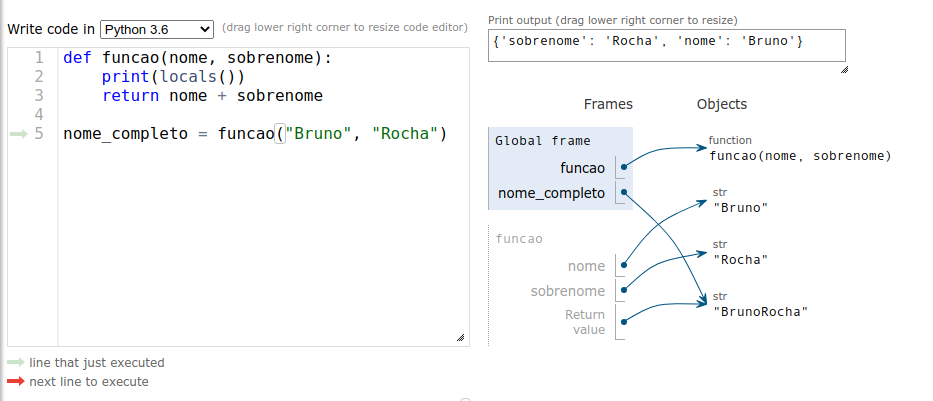 Write code in Python 3.6 (drag lower right corner to resize code editor)
1 def funcao(nome, sobrenome):
2     print(locals())
3     return nome + sobrenome
4
5 nome_completo = funcao("Bruno", "Rocha")
line that just executed
next line to execute
Print output (drag lower right corner to resize)
{'sobrenome': 'Rocha', 'nome': 'Bruno'}
Frames Objects
Global frame
funcao
nome_completo
funcao
nome
sobrenome
Return
value
function
funcao(nome, sobrenome)
str
"Bruno"
str
"Rocha"
str
"BrunoRocha"